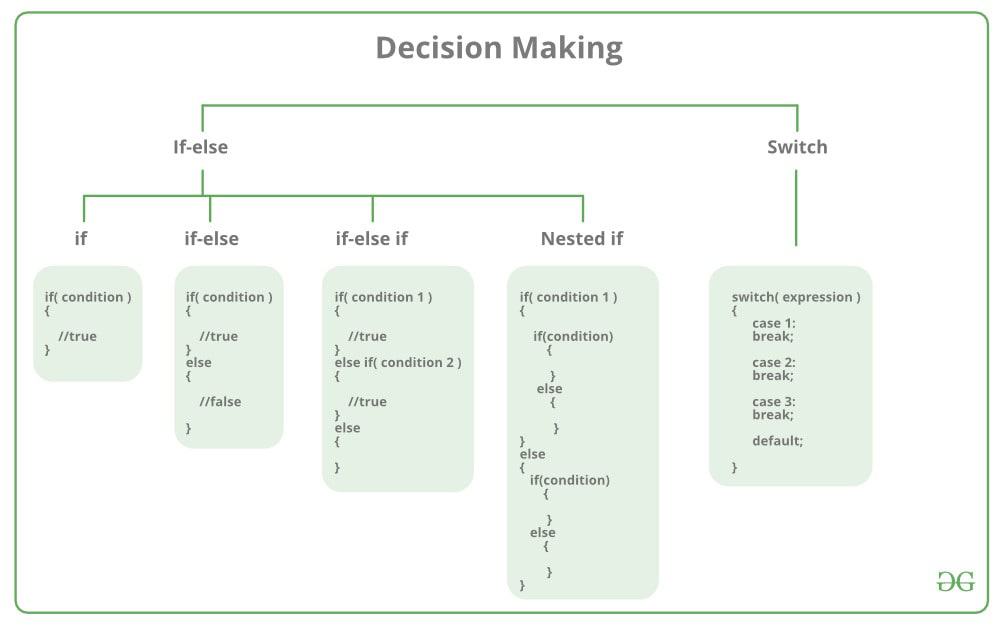 Decision Making
If-else
Switch
if
if-else
if-else if
Nested if
if( condition )
{
//true
}
if( condition )
{
//true
}
else
{
//false
}
if( condition 1 )
{
//true
}
else if( condition 2 )
{
//true
}
else
{
}
if( condition 1 )
{
if(condition)
{
}
else
{
}
}
else
{
if(condition)
{
}
else
{
}
}
switch( expression )
{
case 1:
break;
case 2:
break;
case 3:
break;
default;
}